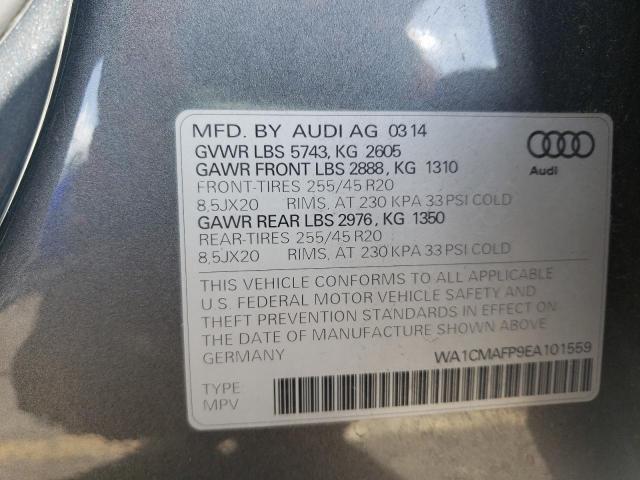 MFD. BY AUDI AG 0314
GVWR LBS 5743, KG 2605
GAWR FRONT LBS 2888, KG 1310
FRONT-TIRES 255/45 R20
8,5JX20 RIMS, AT 230 KPA 33 PSI COLD
GAWR REAR LBS 2976, KG 1350
REAR-TIRES 255/45 R20
8,5JX20 RIMS, AT 230 KPA 33 PSI COLD
Audi
THIS VEHICLE CONFORMS TO ALL APPLICABLE
U.S. FEDERAL MOTOR VEHICLE SAFETY AND
THEFT PREVENTION STANDARDS IN EFFECT ON
THE DATE OF MANUFACTURE SHOWN ABOVE.
GERMANY WA1CMAFP9EA101559
TYPE
MPV